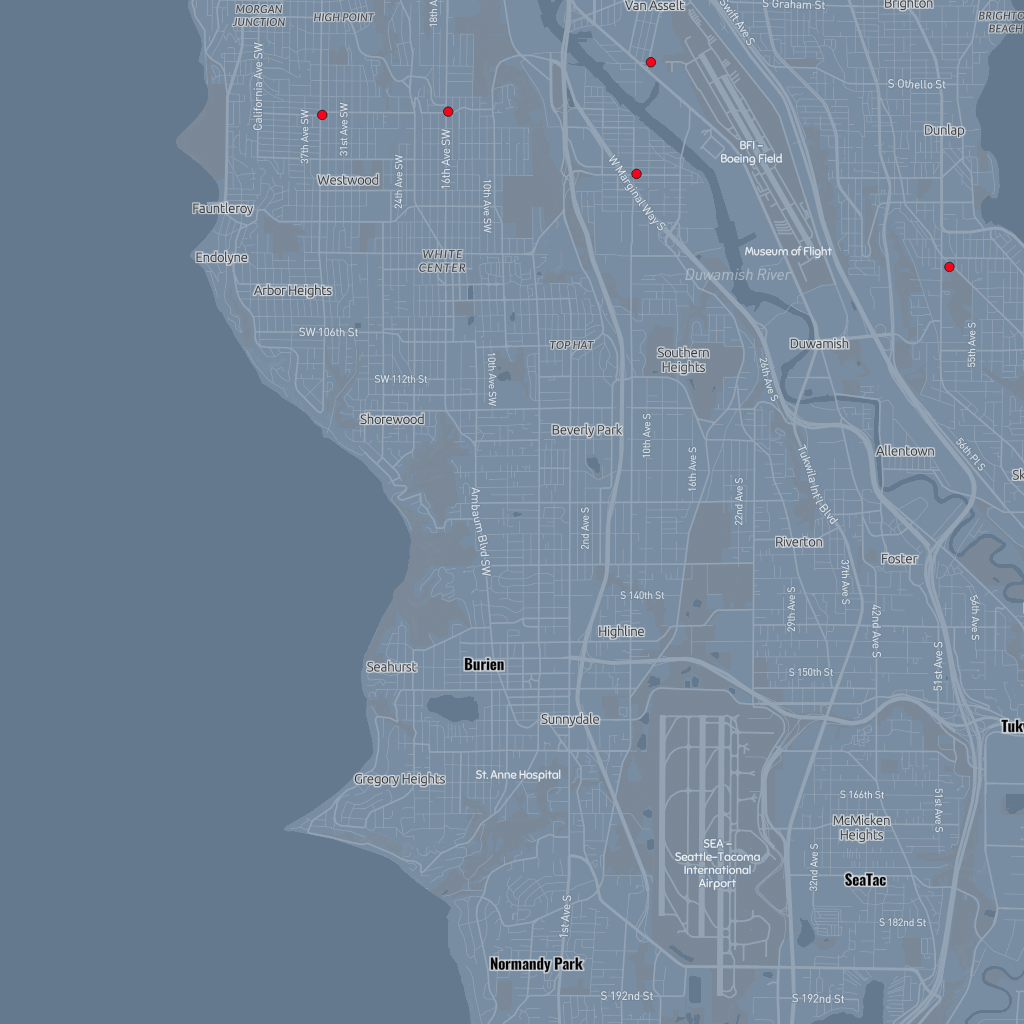 MORGAN
JUNCTION
HIGH POINT
18th A
Van Asselt
Swift Ave S
S Graham St
Brighton
BRIGHTO
BEACH
California Ave SW
S Othello St
37th Ave SW
31st Ave SW
16th Ave SW
Dunlap
BFI –
Boeing Field
Westwood
24th Ave SW
10th Ave SW
W Marginal Way S
Fauntleroy
Endolyne
WHITE
CENTER
Museum of Flight
Duwamish River
Arbor Heights
SW 106th St
TOP HAT
Southern
Heights
Duwamish
55th Ave S
10th Ave SW
SW 112th St
26th Ave S
Shorewood
Beverly Park
10th Ave S
16th Ave S
22nd Ave S
Allentown
56th Pl S
Sk
Tukwila Int'l Blvd
Ambaum Blvd SW
2nd Ave S
Riverton
Foster
37th Ave S
S 140th St
29th Ave S
42nd Ave S
56th Ave S
Highline
Seahurst
Burien
S 150th St
51st Ave S
Sunnydale
Tukw
Gregory Heights
St. Anne Hospital
S 166th St
51st Ave S
McMicken
Heights
SEA –
Seattle–Tacoma
International
Airport
32nd Ave S
SeaTac
1st Ave S
S 182nd St
Normandy Park
S 192nd St
S 192nd St